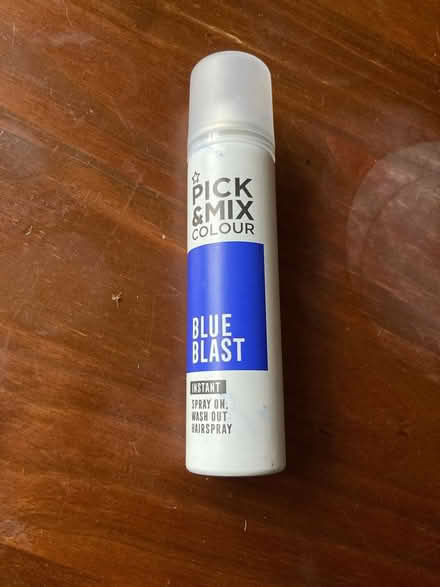 PICK
&MIX
COLOUR
BLUE
BLAST
INSTANT
SPRAY ON,
WASH OUT
HAIRSPRAY